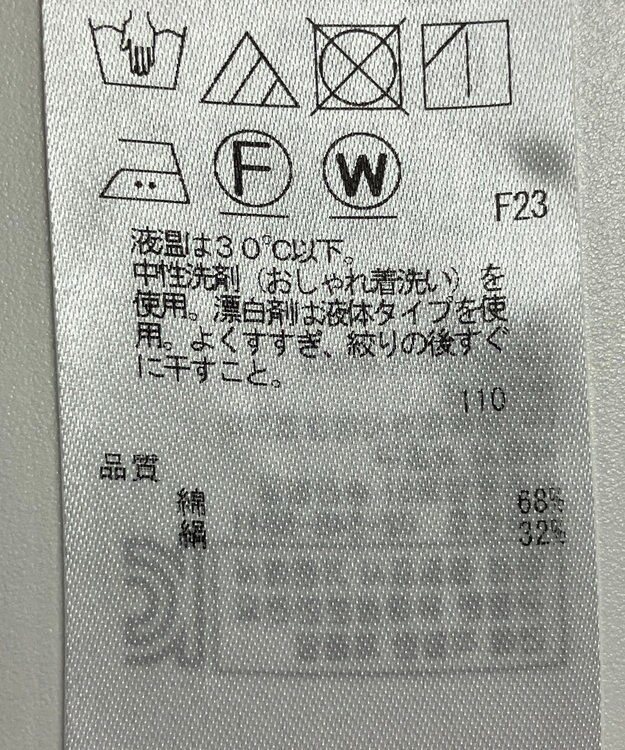 F W
F23
液温は30℃以下。
中性洗剤（おしゃれ着洗い）を
使用。漂白剤は液体タイプを使
用。よくすすぎ、絞りの後すぐ
に干すこと。
110
品質
綿 68%
絹 32%